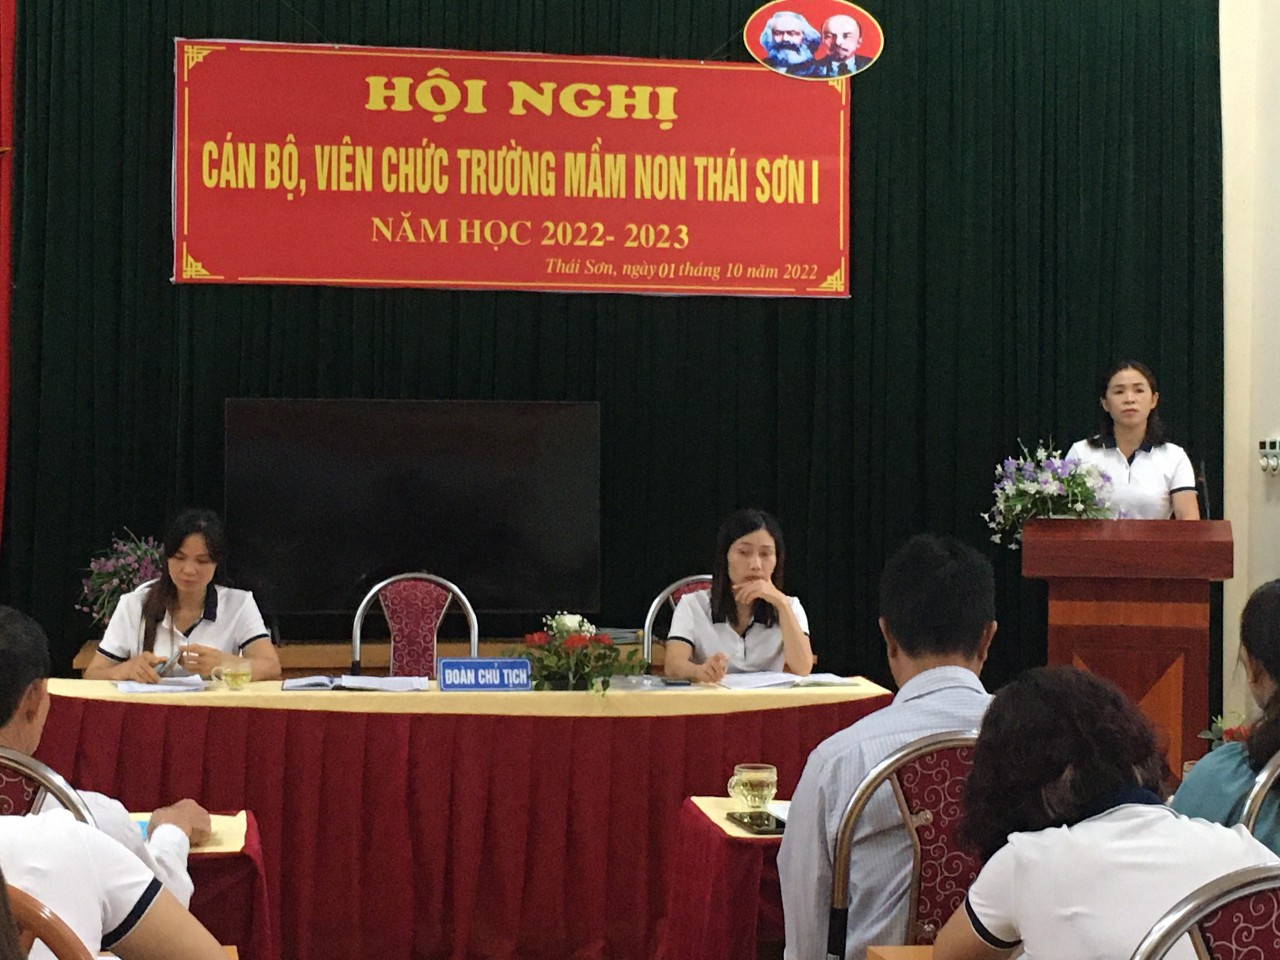 HỘI NGHỊ
CÁN BỘ, VIÊN CHỨC TRƯỜNG MẦM NON THÁI SƠN I
NĂM HỌC 2022- 2023
Thái Sơn, ngày 01 tháng 10 năm 2022
ĐOÀN CHỦ TỊCH